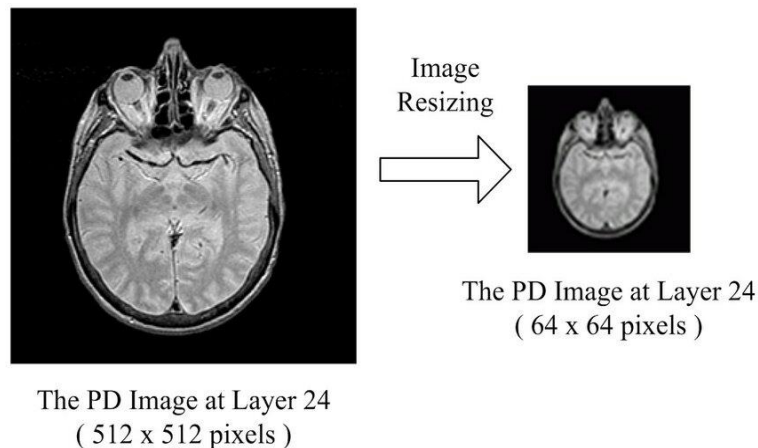 Image
Resizing
The PD Image at Layer 24
( 64 x 64 pixels )
The PD Image at Layer 24
( 512 x 512 pixels )